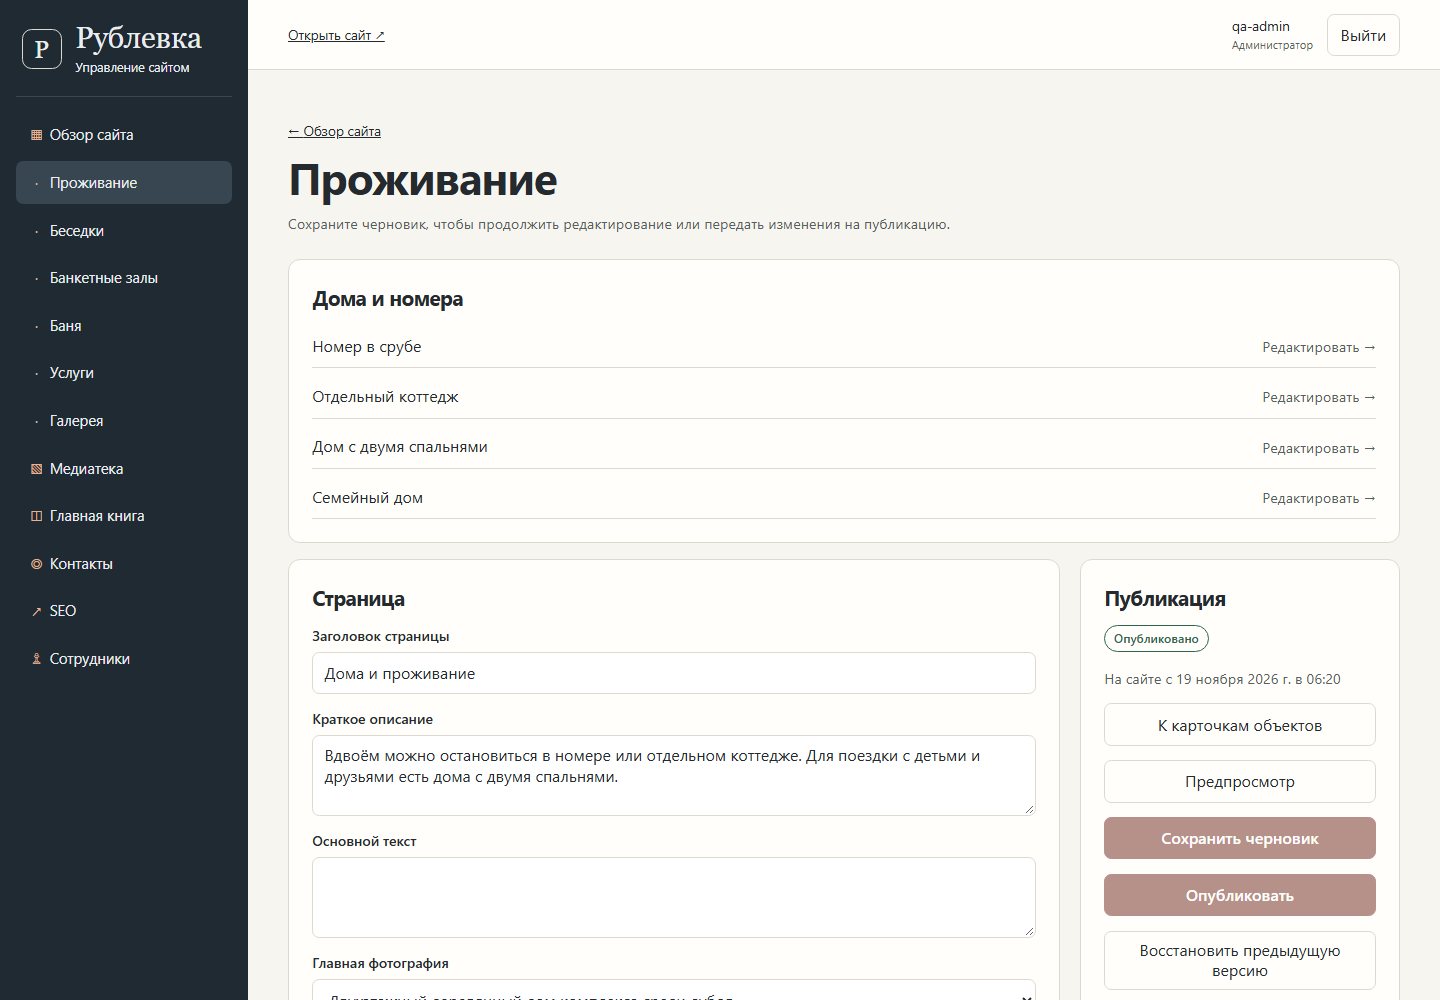 Р
Рублевка
Управление сайтом
Обзор сайта
Проживание
Беседки
Банкетные залы
Баня
Услуги
Галерея
Медиатека
Главная книга
Контакты
SEO
Сотрудники
Открыть сайт ↗
qa-admin
Администратор
Выйти
← Обзор сайта
Проживание
Сохраните черновик, чтобы продолжить редактирование или передать изменения на публикацию.
Дома и номера
Номер в срубе
Редактировать →
Отдельный коттедж
Редактировать →
Дом с двумя спальнями
Редактировать →
Семейный дом
Редактировать →
Страница
Заголовок страницы
Дома и проживание
Краткое описание
Вдвоём можно остановиться в номере или отдельном коттедже. Для поездки с детьми и
друзьями есть дома с двумя спальнями.
Основной текст
Главная фотография
Публикация
Опубликовано
На сайте с 19 ноября 2026 г. в 06:20
К карточкам объектов
Предпросмотр
Сохранить черновик
Опубликовать
Восстановить предыдущую
версию